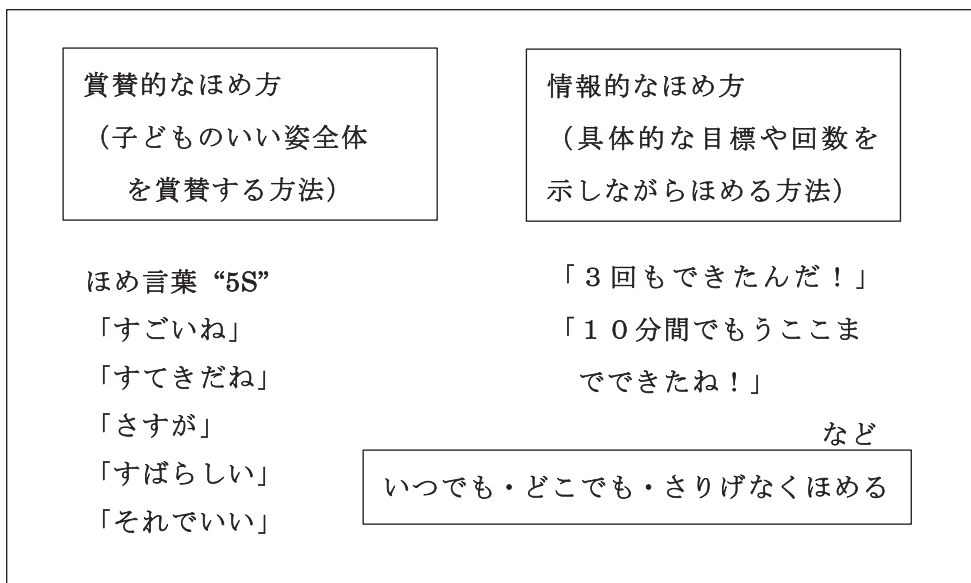 賞賛的なほめ方
（子どものいい姿全体
を賞賛する方法）
ほめ言葉“5S”
「すごいね」
「すてきだね」
「さすが」
「すばらしい」
「それでいい」
情報的なほめ方
（具体的な目標や回数を
示しながらほめる方法）
「３回もできたんだ！」
「１０分間でもうここま
でできたね！」
など
いつでも・どこでも・さりげなくほめる